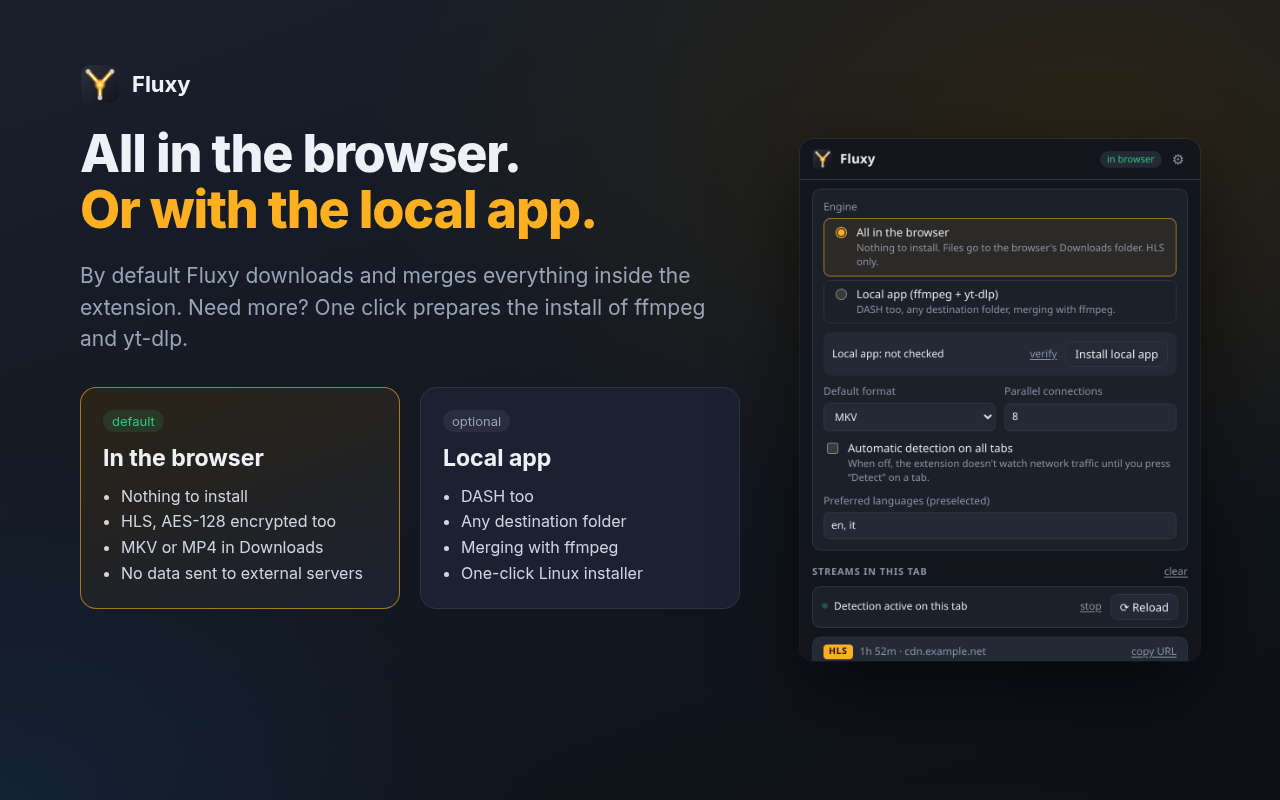 Fluxy
All in the browser.
Or with the local app.
By default Fluxy downloads and merges everything inside the
extension. Need more? One click prepares the install of ffmpeg
and yt-dlp.
default
In the browser
• Nothing to install
• HLS, AES-128 encrypted too
• MKV or MP4 in Downloads
• No data sent to external servers
optional
Local app
• DASH too
• Any destination folder
• Merging with ffmpeg
• One-click Linux installer
Fluxy
in browser
Engine
All in the browser
Nothing to install. Files go to the browser's Downloads folder. HLS
only.
Local app (ffmpeg + yt-dlp)
DASH too, any destination folder, merging with ffmpeg.
Local app: not checked
verify
Install local app
Default format
Parallel connections
MKV
8
Automatic detection on all tabs
When off, the extension doesn't watch network traffic until you press
"Detect" on a tab.
Preferred languages (preselected)
en, it
STREAMS IN THIS TAB
clear
Detection active on this tab
stop
⟳ Reload
HLS
1h 52m · cdn.example.net
copy URL